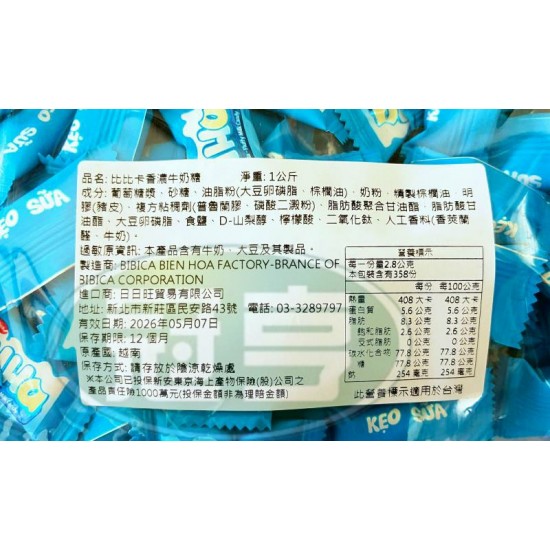 品名: 比比卡香濃牛奶糖 淨重: 1公斤
成分: 葡萄糖漿、砂糖、油脂粉(大豆卵磷脂、棕櫚油)、奶粉、精製棕櫚油、明
膠(豬皮)、複方粘稠劑(普魯蘭膠、磷酸二澱粉)、脂肪酸聚合甘油酯、脂肪酸甘
油酯、大豆卵磷脂、食鹽、D-山梨醇、檸檬酸、二氧化鈦、人工香料(香莢蘭
醛、牛奶)。
過敏原資訊: 本產品含有牛奶、大豆及其製品。
製造商: BIBICA BIEN HOA FACTORY-BRANCE OF
BIBICA CORPORATION
進口商: 日日旺貿易有限公司
地址: 新北市新莊區民安路43號 電話: 03-3289797
有效日期: 2026年05月07日
保存期限: 12 個月
原產國: 越南
保存方式: 請存放於陰涼乾燥處
※本公司已投保新安東京海上產物保險(股)公司之
產品責任險1000萬元(投保金額非為理賠金額)
營養標示
每一份量2.8公克
本包裝含有358份
每份 每100公克
熱量 408 大卡 408 大卡
蛋白質 5.6 公克 5.6 公克
脂肪 8.3 公克 8.3 公克
飽和脂肪 2.6 公克 2.6 公克
反式脂肪 0 公克 0 公克
碳水化合物 77.8 公克 77.8 公克
糖 77.8 公克 77.8 公克
鈉 254 毫克 254 毫克
此營養標示適用於台灣
KẸO SỮA
KẸO SỮA